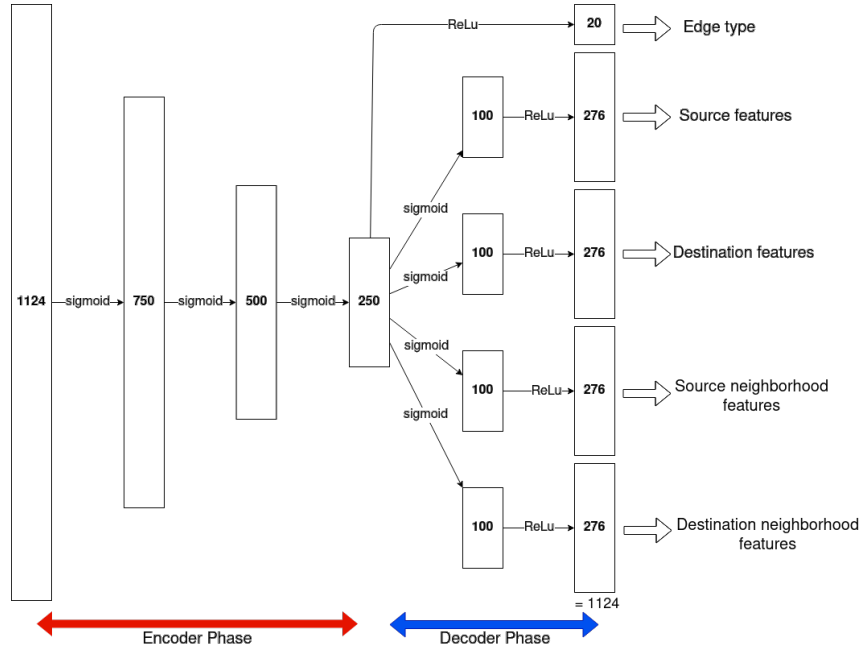 ReLu
20
Edge type
100
ReLu
276
Source features
sigmoid
100
ReLu
276
Destination features
sigmoid
1124
sigmoid
750
sigmoid
500
sigmoid
250
sigmoid
100
ReLu
276
Source neighborhood
features
sigmoid
100
ReLu
276
Destination neighborhood
features
= 1124
Encoder Phase
Decoder Phase